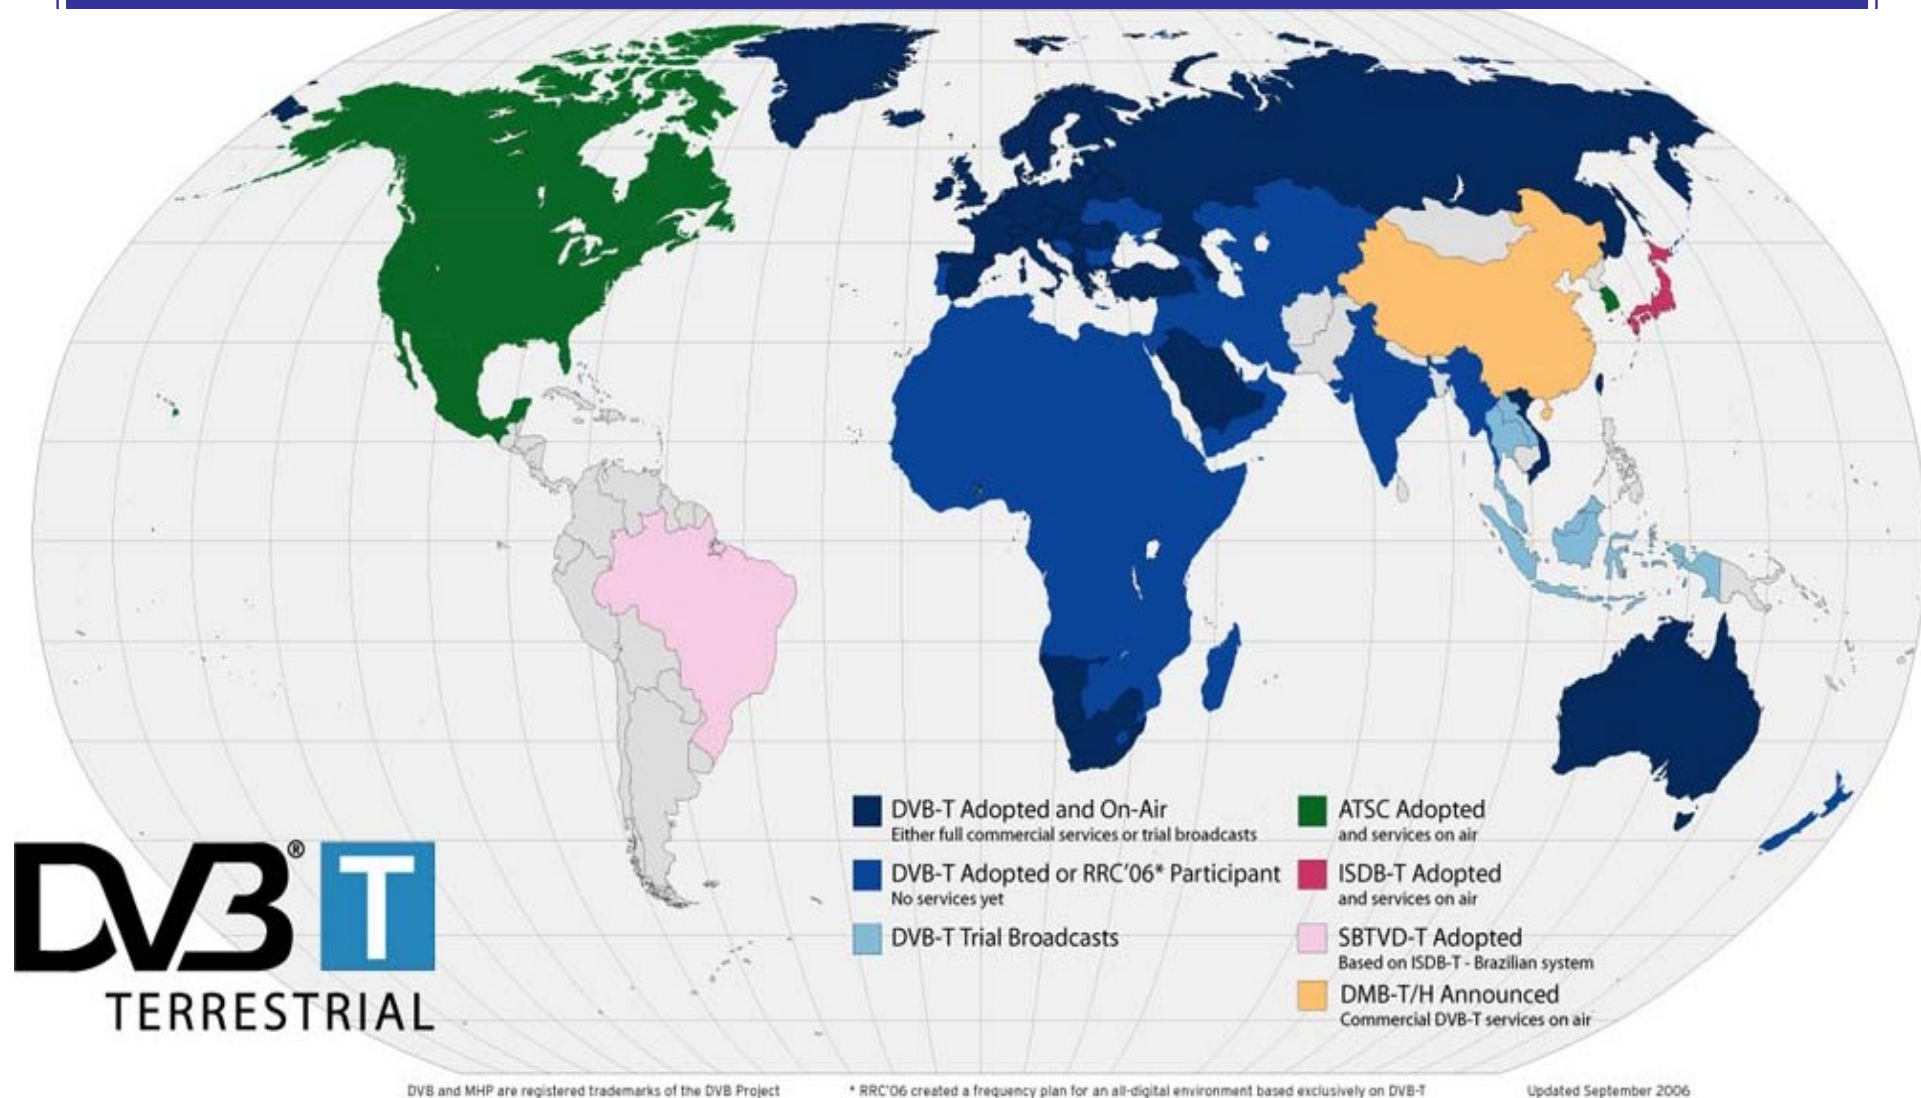 DVB-T Adopted and On-Air
Either full commercial services or trial broadcasts
DVB-T Adopted or RRC'06* Participant
No services yet
DVB-T Trial Broadcasts
ATSC Adopted
and services on air
ISDB-T Adopted
and services on air
SBTVD-T Adopted
Based on ISDB-T - Brazilian system
DMB-T/H Announced
Commercial DVB-T services on air
DVB® T
TERRESTRIAL
DVB and MHP are registered trademarks of the DVB Project
* RRC'06 created a frequency plan for an all-digital environment based exclusively on DVB-T
Updated September 2006